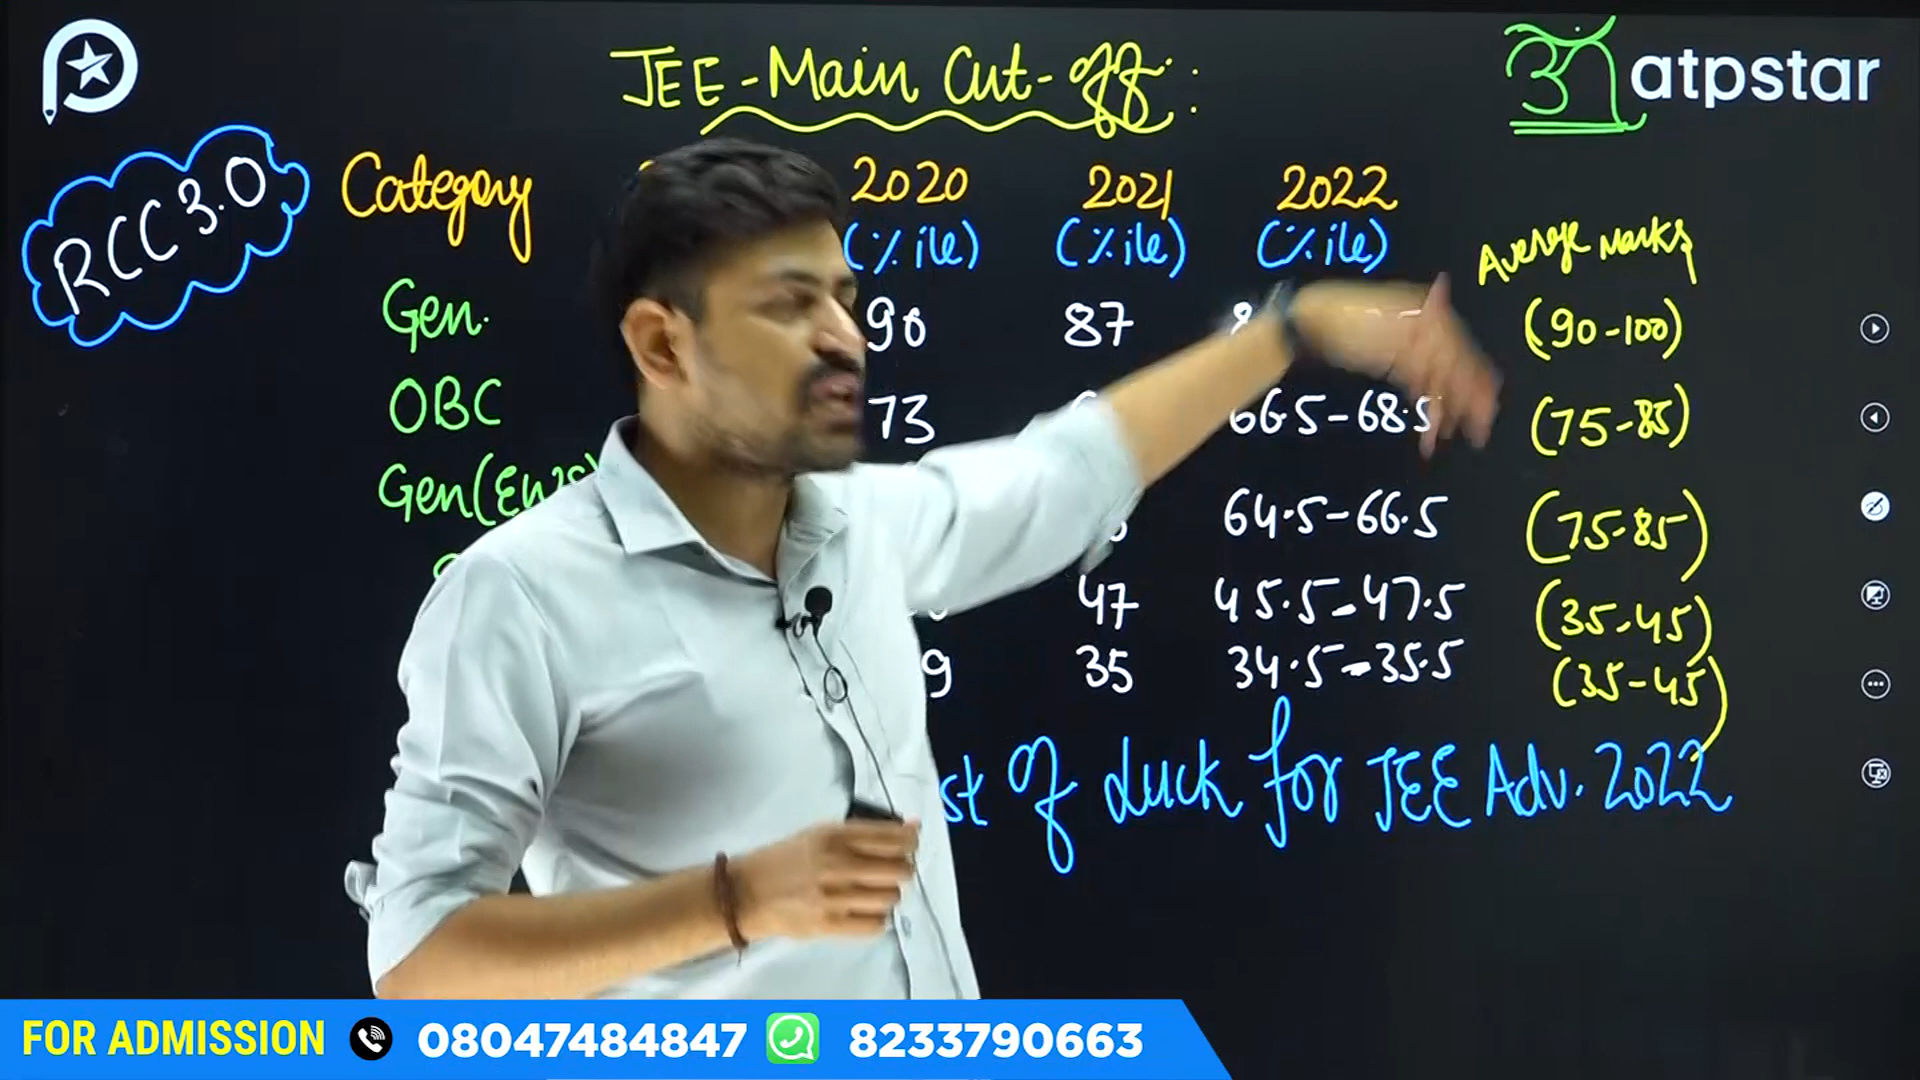 JEE-Main Cut-off :
atpstar
RCC 3.0
Category 2020 2021 2022
(%ile) (%ile) (%ile) Average Marks
Gen. 90 87 (90-100)
OBC 73 66.5-68.5 (75-85)
Gen(EWS) 64.5-66.5 (75-85)
47 45.5-47.5 (35-45)
9 35 34.5-35.5 (35-45)
st of Luck for JEE Adv. 2022
FOR ADMISSION 08047484847 8233790663